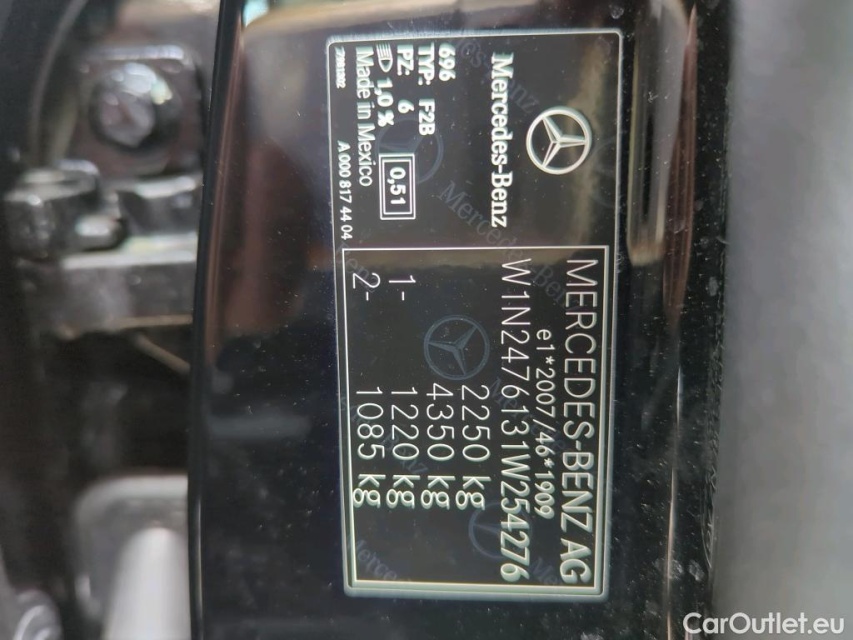 Mercedes-Benz
696
TYP: F2B
PZ: 6
0,51
1,0 %
Made in Mexico
7981302
A 000 817 44 04
MERCEDES-BENZ AG
e1*2007/46*1909
W1N2476131W254276
2250 kg
4350 kg
1- 1220 kg
2- 1085 kg
CarOutlet.eu